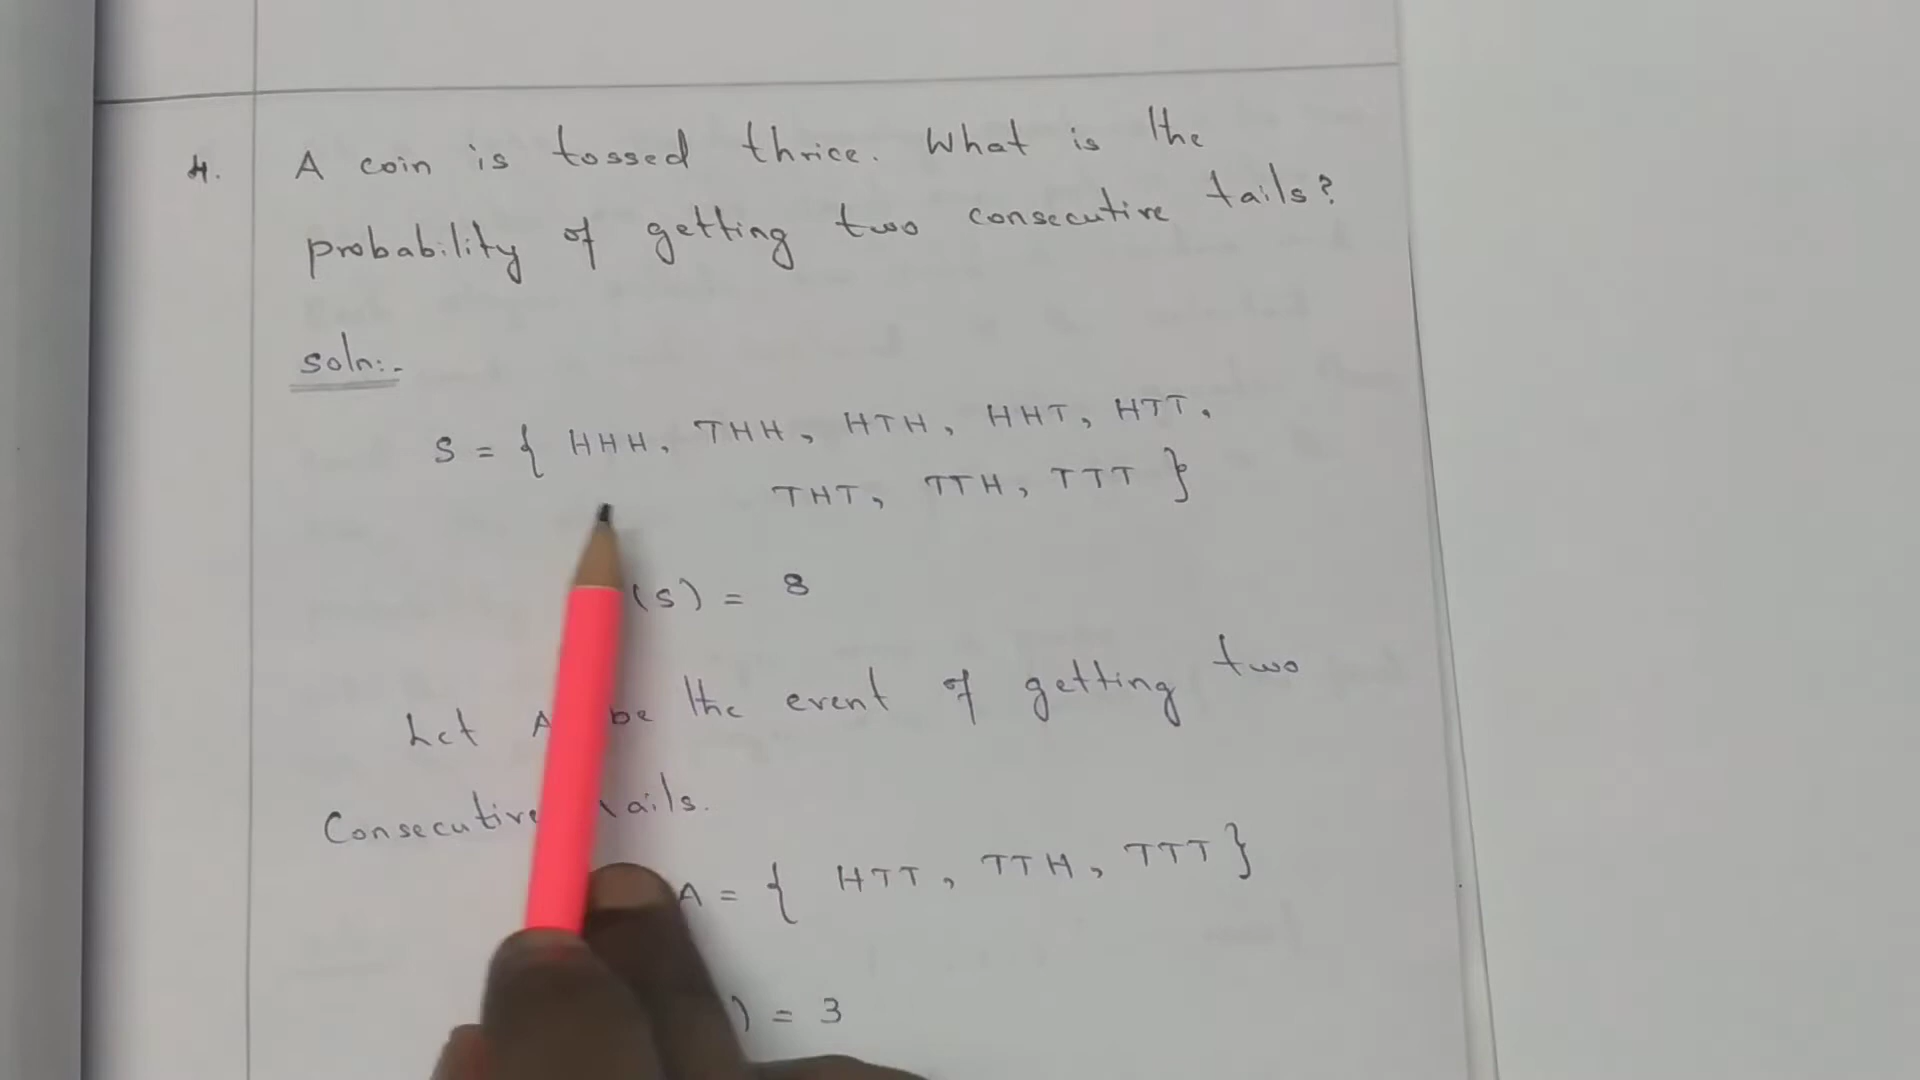 4. A coin is tossed thrice. What is the
probability of getting two consecutive tails?
soln:-
S = { HHH, THH, HTH, HHT, HTT,
THT, TTH, TTT }
(S) = 8
Let A be the event of getting two
Consecutive tails.
A = { HTT, TTH, TTT }
) = 3